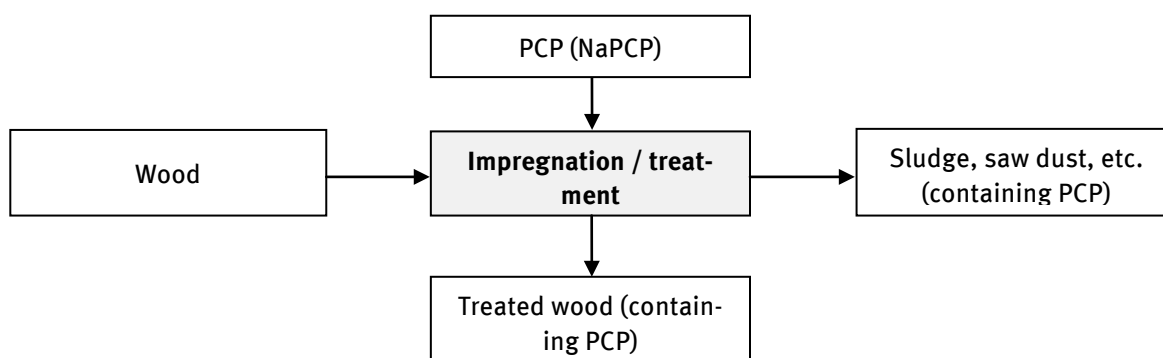 PCP (NaPCP)
Wood
Impregnation / treat-
ment
Sludge, saw dust, etc.
(containing PCP)
Treated wood (contain-
ing PCP)